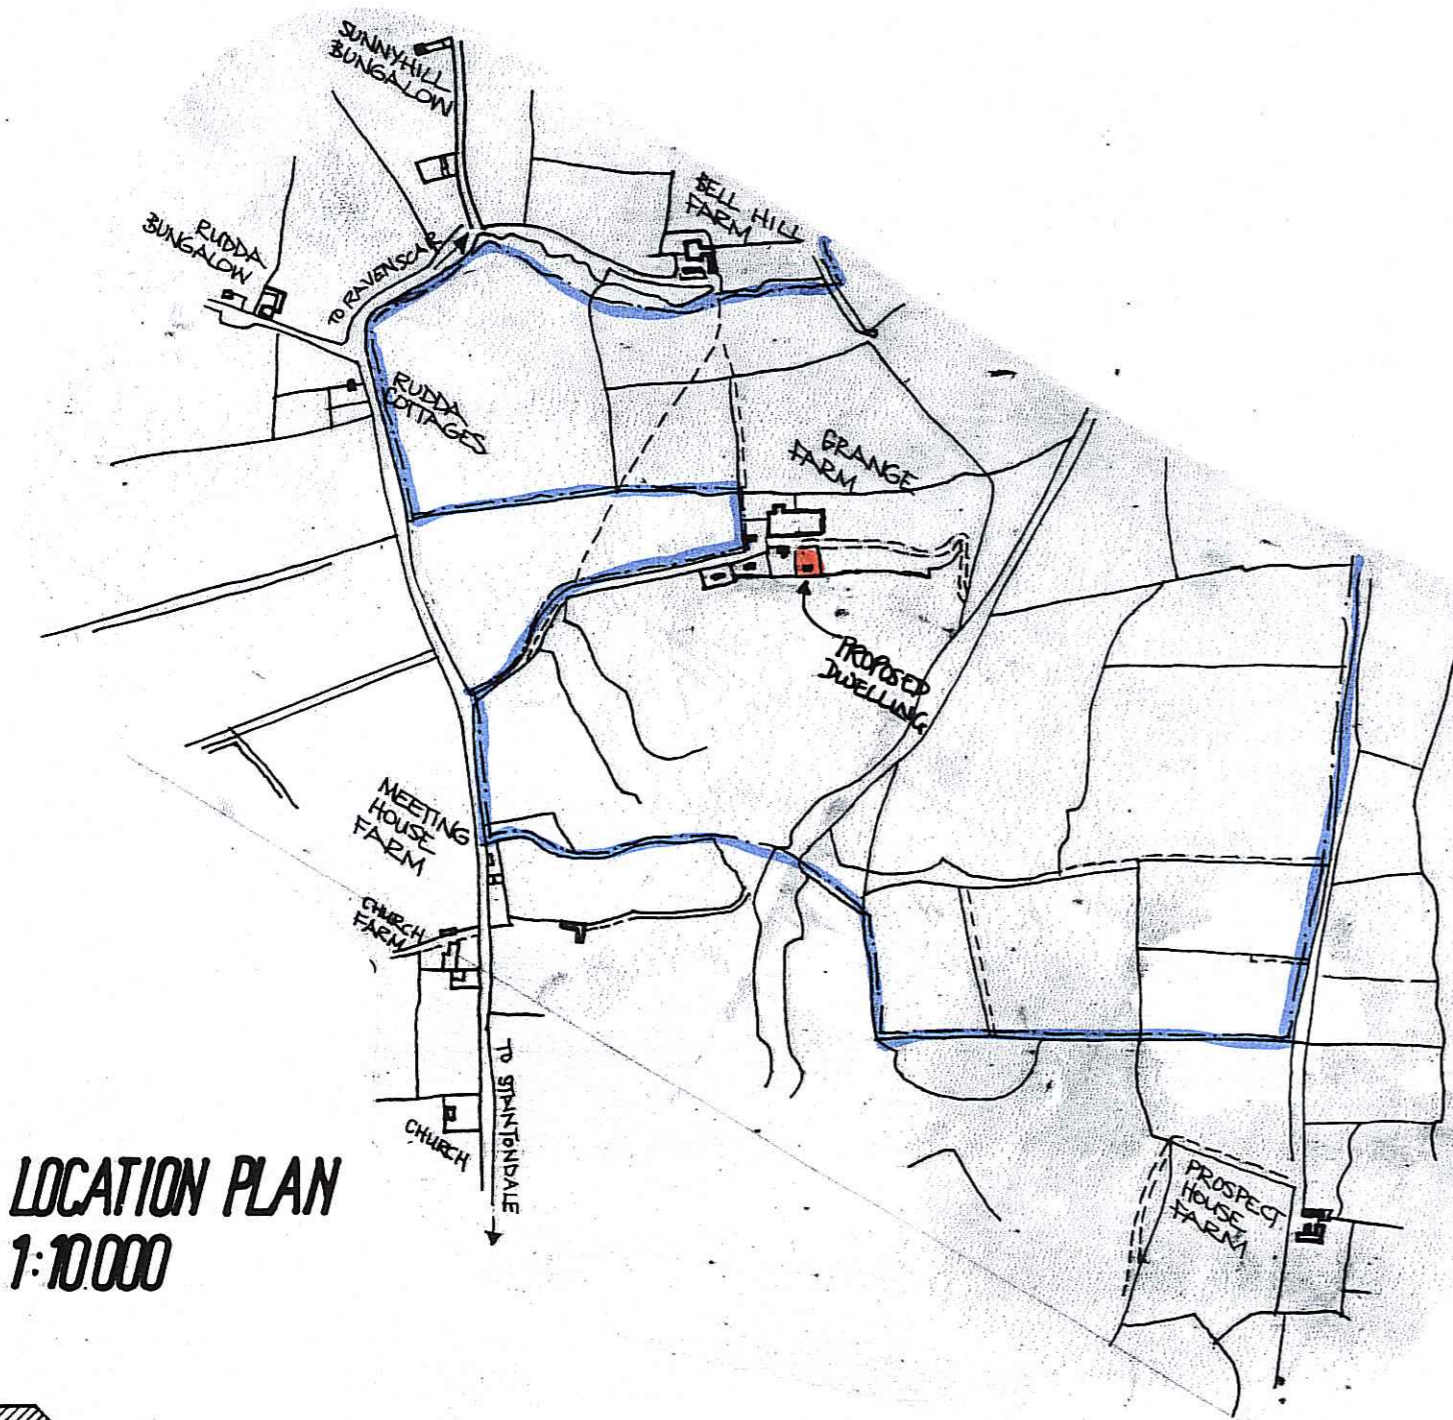 SUNNYHILL
BUNGALOW
BELL HILL
FARM
RUDDA
BUNGALOW
TO RAVENSCAR
RUDDA
COTTAGES
GRANGE
FARM
PROPOSED
DWELLING
MEETING
HOUSE
FARM
CHURCH
FARM
TO STAINTONDALE
CHURCH
PROSPECT
HOUSE
FARM
LOCATION PLAN
1:10.000